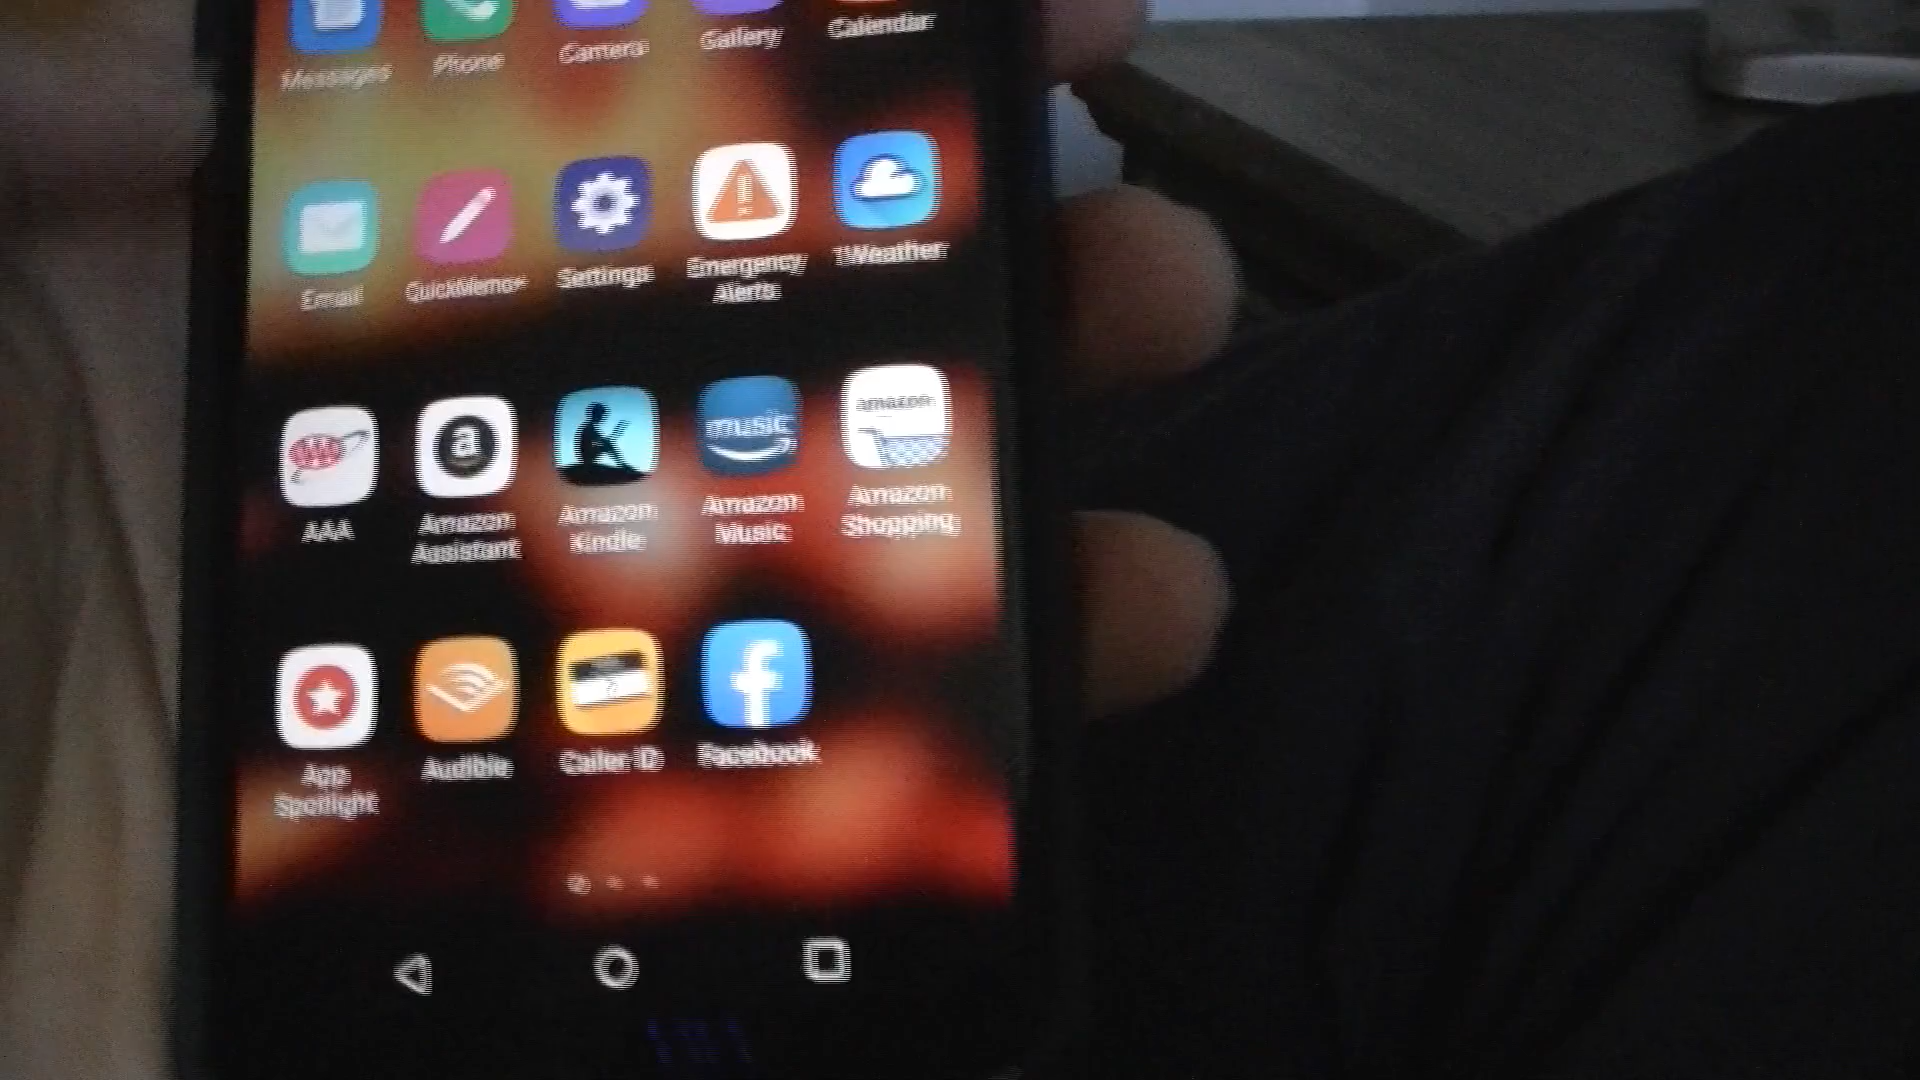 Messages
Phone
Camera
Gallery
Calendar
Email
QuickMemo+
Settings
Emergency
Alerts
1Weather
music
amazon
a
AAA
Amazon
Assistant
Amazon
Kindle
Amazon
Music
Amazon
Shopping
App
Spotlight
Audible
Caller ID
Facebook